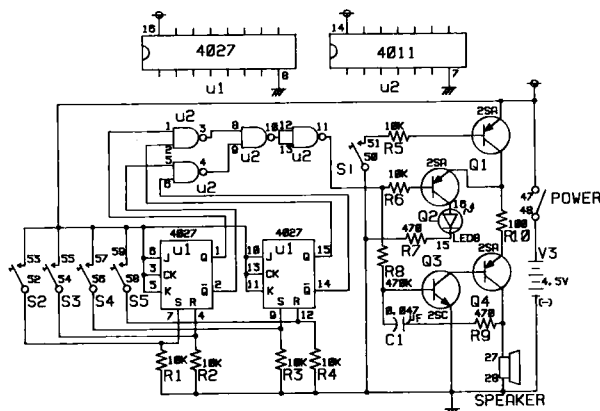 16
4027
8
u1
14
4011
7
u2
u2
1
3
2
8
10
9
u2
12
11
13
u2
5
4
6
u2
S1
51
50
10K
R5
2SA
Q1
10K
R6
2SA
Q2
16
15
LED8
470
R7
100
R10
47
48
POWER
V3
4.5V
(-)
R8
470K
Q3
2SC
2SA
Q4
0.047
μF
C1
470
R9
27
28
SPEAKER
53
52
S2
55
54
S3
57
56
S4
59
58
S5
4027
u1
6
J
Q
1
3
CK
5
K
Q
2
S
R
7
4
4027
u1
10
J
Q
15
13
CK
11
K
Q
14
S
R
9
12
10K
R1
10K
R2
10K
R3
10K
R4